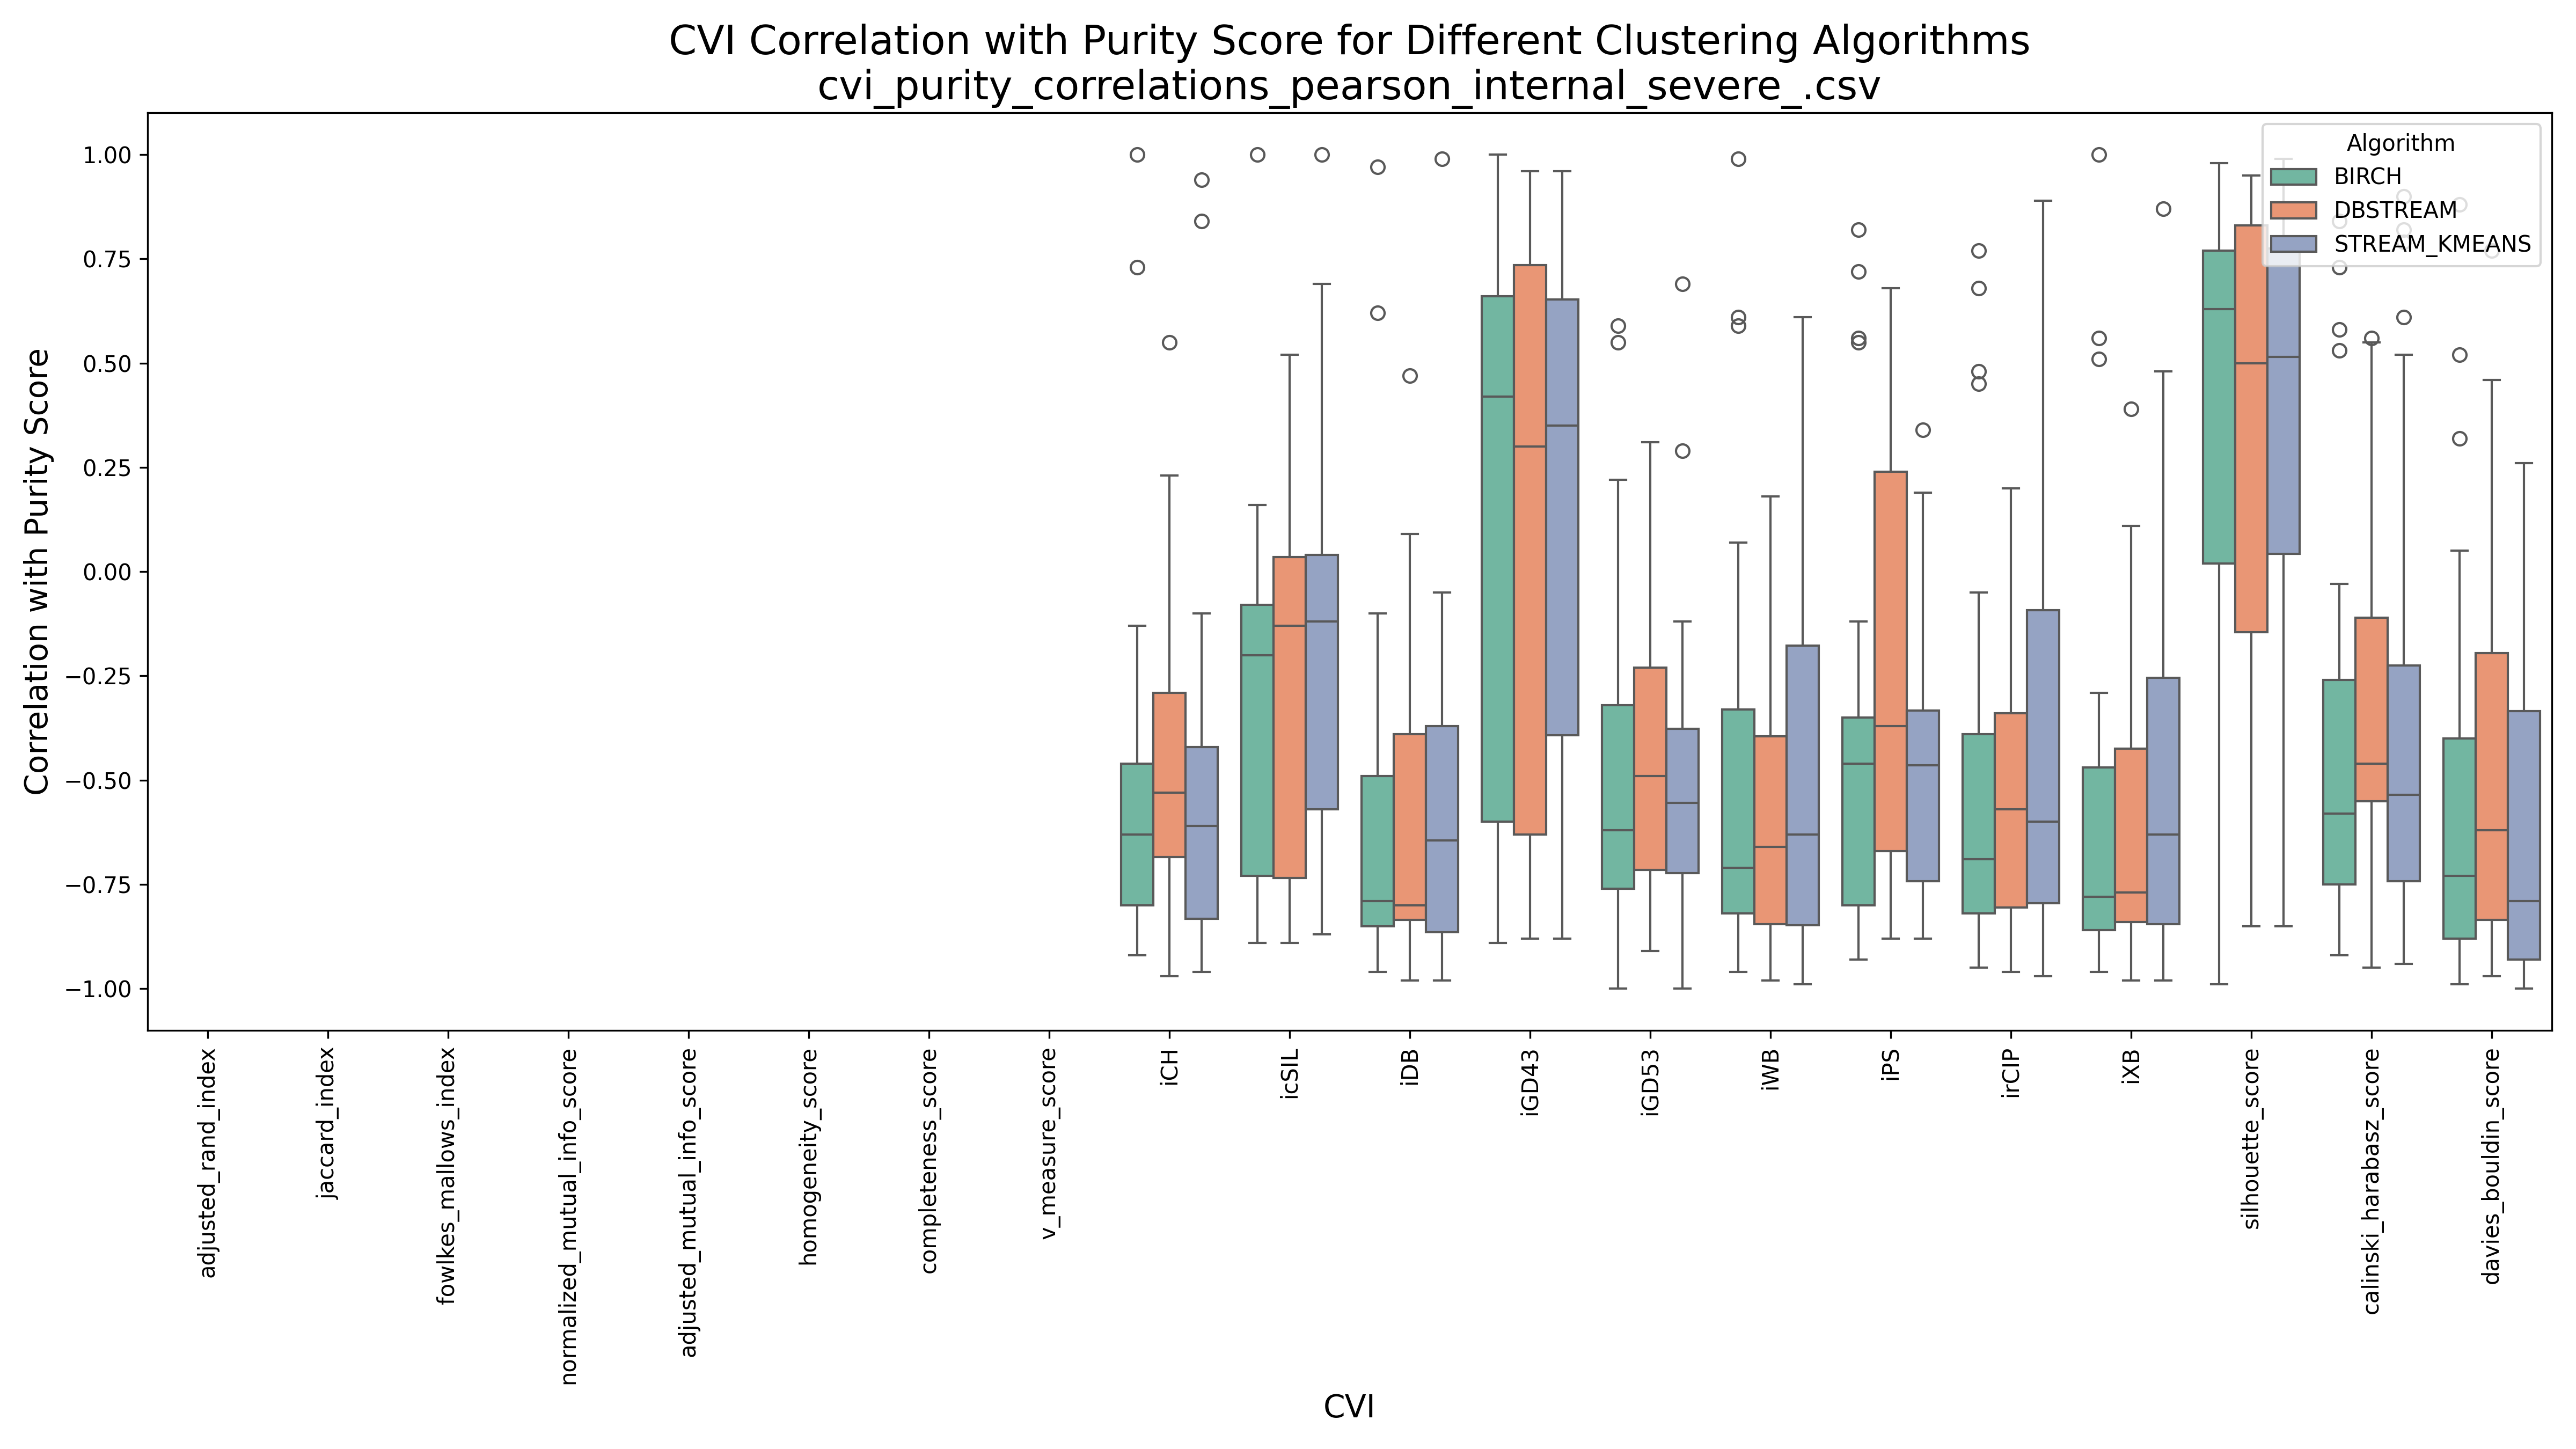 CVI Correlation with Purity Score for Different Clustering Algorithms
cvi_purity_correlations_pearson_internal_severe_.csv
Algorithm
BIRCH
DBSTREAM
STREAM_KMEANS
Correlation with Purity Score
1.00
0.75
0.50
0.25
0.00
−0.25
−0.50
−0.75
−1.00
adjusted_rand_index
jaccard_index
fowlkes_mallows_index
normalized_mutual_info_score
adjusted_mutual_info_score
homogeneity_score
completeness_score
v_measure_score
iCH
icSIL
iDB
iGD43
iGD53
iWB
iPS
irCIP
iXB
silhouette_score
calinski_harabasz_score
davies_bouldin_score
CVI